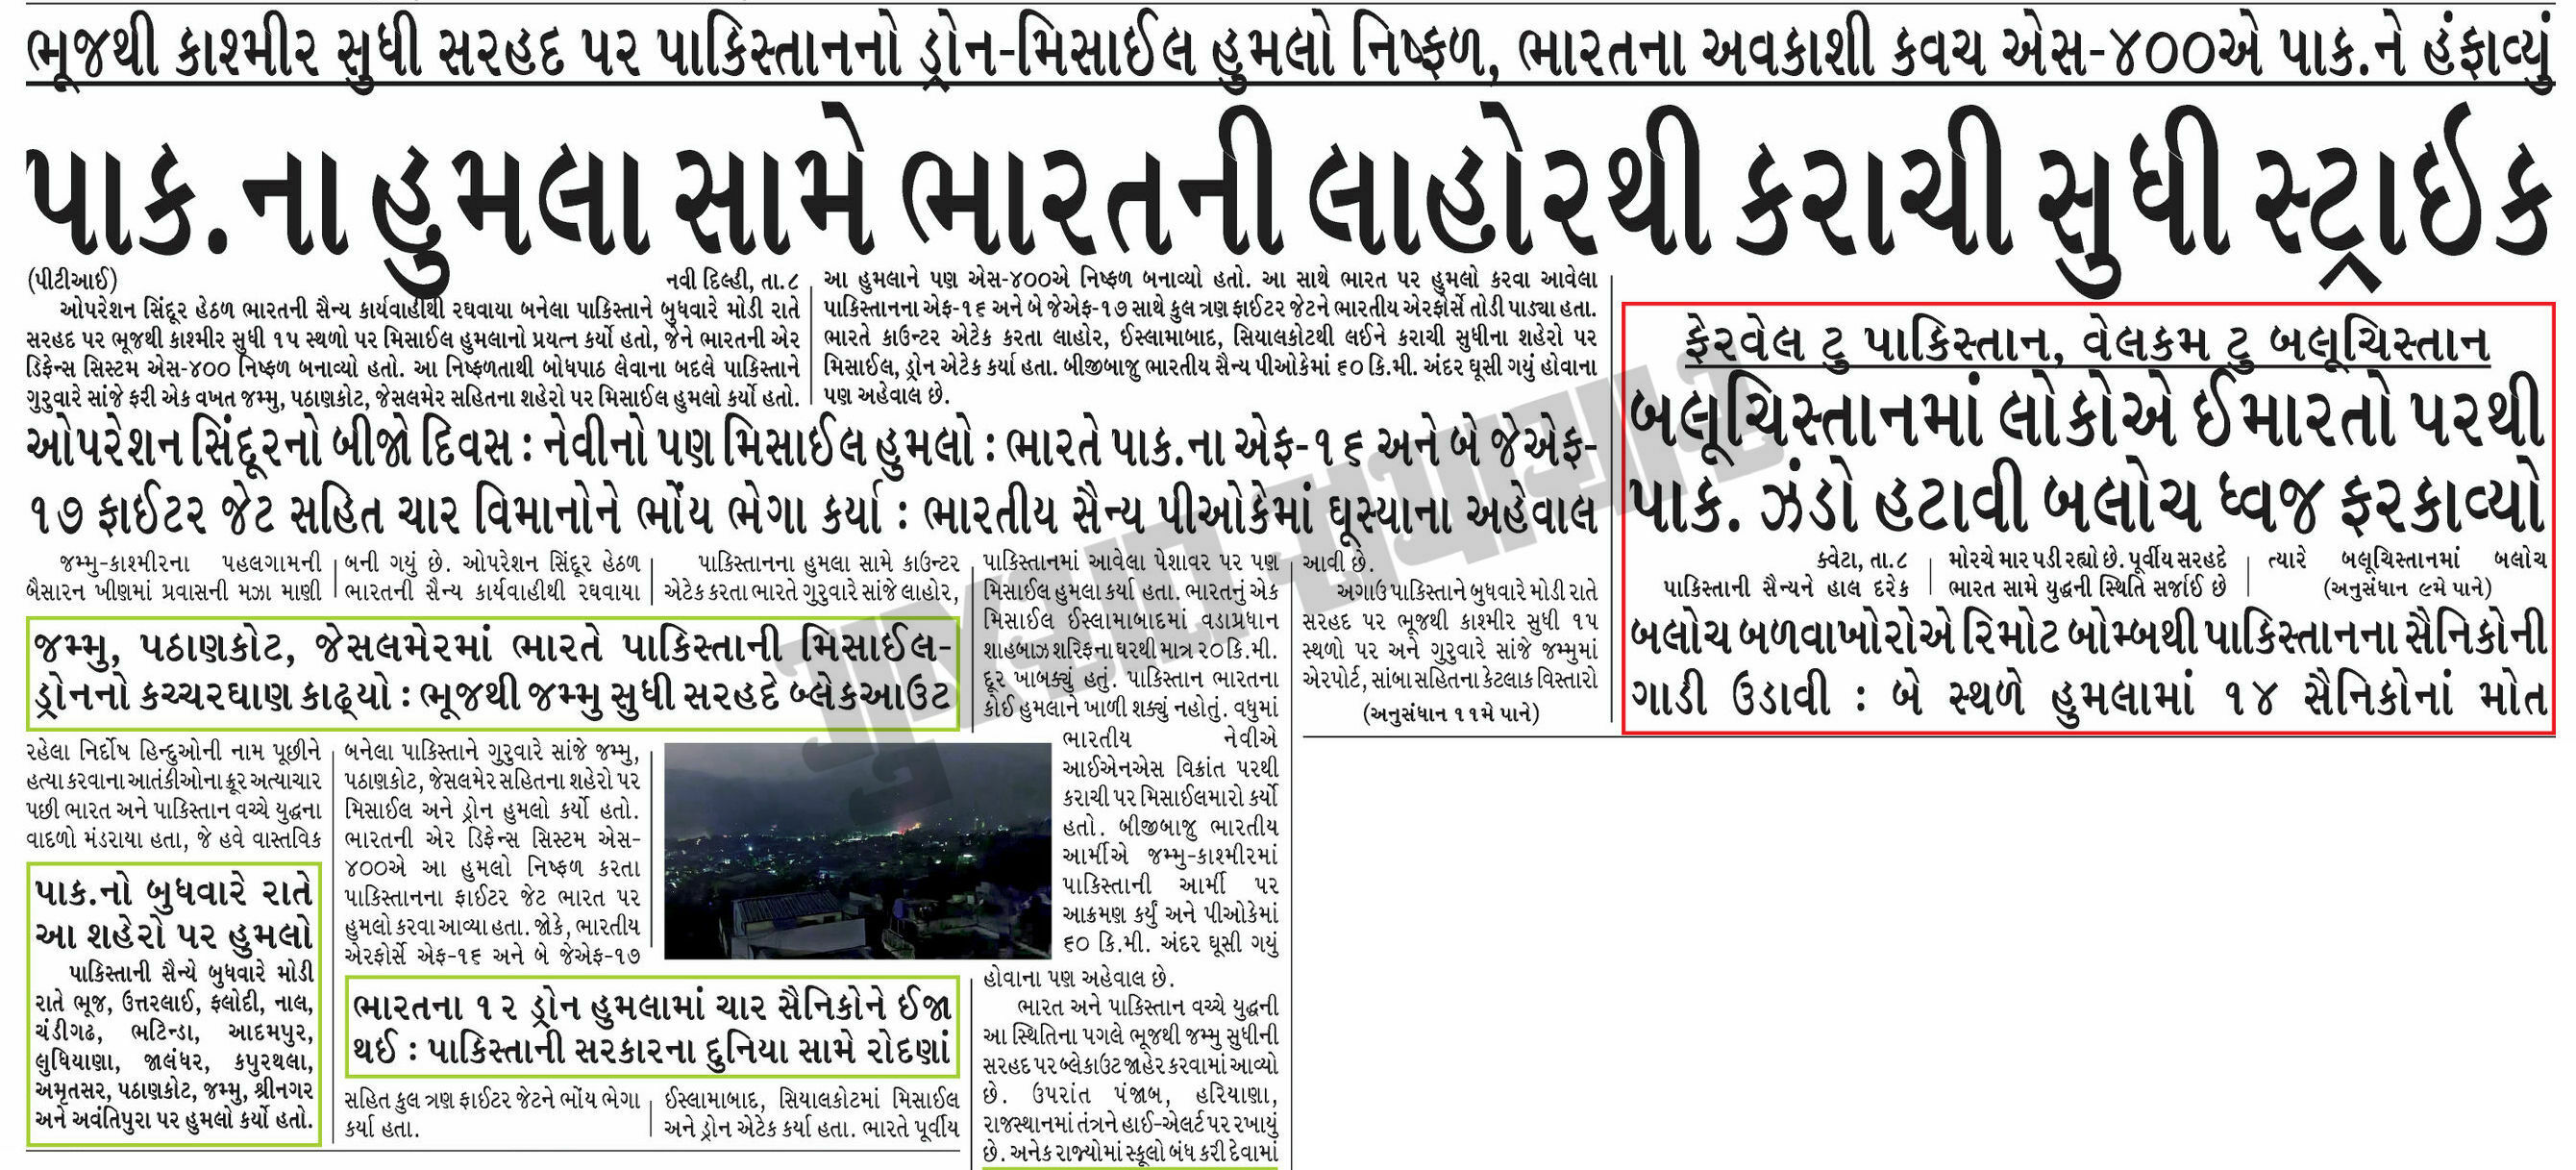 ભૂજથી કાશ્મીર સુધી સરહદ પર પાકિસ્તાનનો ડ્રોન-મિસાઈલ હુમલો નિષ્ફળ, ભારતના અવકાશી કવચ એસ-૪૦૦એ પાક.ને હંફાવ્યું
પાક.ના હુમલા સામે ભારતની લાહોરથી કરાચી સુધી સ્ટ્રાઈક
(પીટીઆઈ) નવી દિલ્હી, તા.૮
ઓપરેશન સિંદૂર હેઠળ ભારતની સૈન્ય કાર્યવાહીથી રઘવાયા બનેલા પાકિસ્તાને બુધવારે મોડી રાતે
સરહદ પર ભૂજથી કાશ્મીર સુધી ૧૫ સ્થળો પર મિસાઈલ હુમલાનો પ્રયત્ન કર્યો હતો, જેને ભારતની એર
ડિફેન્સ સિસ્ટમ એસ-૪૦૦ નિષ્ફળ બનાવ્યો હતો. આ નિષ્ફળતાથી બોધપાઠ લેવાના બદલે પાકિસ્તાને
ગુરુવારે સાંજે ફરી એક વખત જમ્મુ, પઠાણકોટ, જેસલમેર સહિતના શહેરો પર મિસાઈલ હુમલો કર્યો હતો.
આ હુમલાને પણ એસ-૪૦૦એ નિષ્ફળ બનાવ્યો હતો. આ સાથે ભારત પર હુમલો કરવા આવેલા
પાકિસ્તાનના એફ-૧૬ અને બે જેએફ-૧૭ સાથે કુલ ત્રણ ફાઈટર જેટને ભારતીય એરફોર્સે તોડી પાડ્યા હતા.
ભારતે કાઉન્ટર એટેક કરતા લાહોર, ઈસ્લામાબાદ, સિયાલકોટથી લઈને કરાચી સુધીના શહેરો પર
મિસાઈલ, ડ્રોન એટેક કર્યા હતા. બીજીબાજુ ભારતીય સૈન્ય પીઓકેમાં ૬૦ કિ.મી. અંદર ઘૂસી ગયું હોવાના
પણ અહેવાલ છે.
ઓપરેશન સિંદૂરનો બીજો દિવસ : નેવીનો પણ મિસાઈલ હુમલો : ભારતે પાક.ના એફ-૧૬ અને બે જેએફ-
૧૭ ફાઈટર જેટ સહિત ચાર વિમાનોને ભોંય ભેગા કર્યા : ભારતીય સૈન્ય પીઓકેમાં ઘૂસ્યાના અહેવાલ
જમ્મુ-કાશ્મીરના પહલગામની
બૈસારન ખીણમાં પ્રવાસની મઝા માણી
બની ગયું છે. ઓપરેશન સિંદૂર હેઠળ
ભારતની સૈન્ય કાર્યવાહીથી રઘવાયા
પાકિસ્તાનના હુમલા સામે કાઉન્ટર
એટેક કરતા ભારતે ગુરુવારે સાંજે લાહોર,
જમ્મુ, પઠાણકોટ, જેસલમેરમાં ભારતે પાકિસ્તાની મિસાઈલ-
ડ્રોનનો કચ્ચરઘાણ કાઢ્યો : ભૂજથી જમ્મુ સુધી સરહદે બ્લેકઆઉટ
રહેલા નિર્દોષ હિન્દુઓની નામ પૂછીને
હત્યા કરવાના આતંકીઓના ક્રૂર અત્યાચાર
પછી ભારત અને પાકિસ્તાન વચ્ચે યુદ્ધના
વાદળો મંડરાયા હતા, જે હવે વાસ્તવિક
પાક.નો બુધવારે રાતે
આ શહેરો પર હુમલો
પાકિસ્તાની સૈન્યે બુધવારે મોડી
રાતે ભૂજ, ઉત્તરલાઈ, ફલોદી, નાલ,
ચંડીગઢ, ભટિન્ડા, આદમપુર,
લુધિયાણા, જાલંધર, કપુરથલા,
અમૃતસર, પઠાણકોટ, જમ્મુ, શ્રીનગર
અને અવંતિપુરા પર હુમલો કર્યો હતો.
બનેલા પાકિસ્તાને ગુરુવારે સાંજે જમ્મુ,
પઠાણકોટ, જેસલમેર સહિતના શહેરો પર
મિસાઈલ અને ડ્રોન હુમલો કર્યો હતો.
ભારતની એર ડિફેન્સ સિસ્ટમ એસ-
૪૦૦એ આ હુમલો નિષ્ફળ કરતા
પાકિસ્તાનના ફાઈટર જેટ ભારત પર
હુમલો કરવા આવ્યા હતા. જોકે, ભારતીય
એરફોર્સે એફ-૧૬ અને બે જેએફ-૧૭
ભારતના ૧૨ ડ્રોન હુમલામાં ચાર સૈનિકોને ઈજા
થઈ : પાકિસ્તાની સરકારના દુનિયા સામે રોદણાં
સહિત કુલ ત્રણ ફાઈટર જેટને ભોંય ભેગા
કર્યા હતા.
ઈસ્લામાબાદ, સિયાલકોટમાં મિસાઈલ
અને ડ્રોન એટેક કર્યા હતા. ભારતે પૂર્વીય
પાકિસ્તાનમાં આવેલા પેશાવર પર પણ
મિસાઈલ હુમલા કર્યા હતા. ભારતનું એક
મિસાઈલ ઈસ્લામાબાદમાં વડાપ્રધાન
શાહબાઝ શરિફના ઘરથી માત્ર ૨૦ કિ.મી.
દૂર ખાબક્યું હતું. પાકિસ્તાન ભારતના
કોઈ હુમલાને ખાળી શક્યું નહોતું. વધુમાં
ભારતીય નેવીએ
આઈએનએસ વિક્રાંત પરથી
કરાચી પર મિસાઈલમારો કર્યો
હતો. બીજીબાજુ ભારતીય
આર્મીએ જમ્મુ-કાશ્મીરમાં
પાકિસ્તાની આર્મી પર
આક્રમણ કર્યું અને પીઓકેમાં
૬૦ કિ.મી. અંદર ઘૂસી ગયું
હોવાના પણ અહેવાલ છે.
ભારત અને પાકિસ્તાન વચ્ચે યુદ્ધની
આ સ્થિતિના પગલે ભૂજથી જમ્મુ સુધીની
સરહદ પર બ્લેકાઉટ જાહેર કરવામાં આવ્યો
છે. ઉપરાંત પંજાબ, હરિયાણા,
રાજસ્થાનમાં તંત્રને હાઈ-એલર્ટ પર રખાયું
છે. અનેક રાજ્યોમાં સ્કૂલો બંધ કરી દેવામાં
આવી છે.
અગાઉ પાકિસ્તાને બુધવારે મોડી રાતે
સરહદ પર ભૂજથી કાશ્મીર સુધી ૧૫
સ્થળો પર અને ગુરુવારે સાંજે જમ્મુમાં
એરપોર્ટ, સાંબા સહિતના કેટલાક વિસ્તારો
(અનુસંધાન ૧૧મે પાને)
ફેરવેલ ટુ પાકિસ્તાન, વેલકમ ટુ બલૂચિસ્તાન
બલૂચિસ્તાનમાં લોકોએ ઈમારતો પરથી
પાક. ઝંડો હટાવી બલોચ ધ્વજ ફરકાવ્યો
ક્વેટા, તા.૮
પાકિસ્તાની સૈન્યને હાલ દરેક
મોરચે માર પડી રહ્યો છે. પૂર્વીય સરહદે
ભારત સામે યુદ્ધની સ્થિતિ સર્જાઈ છે
ત્યારે બલૂચિસ્તાનમાં બલોચ
(અનુસંધાન ૯મે પાને)
બલોચ બળવાખોરોએ રિમોટ બોમ્બથી પાકિસ્તાનના સૈનિકોની
ગાડી ઉડાવી : બે સ્થળે હુમલામાં ૧૪ સૈનિકોનાં મોત
ગુજરાત સમાચાર